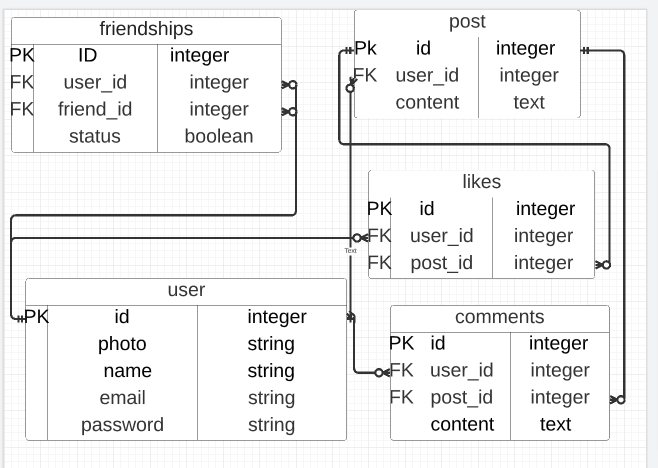 friendships
PK ID integer
FK user_id integer
FK friend_id integer
status boolean
post
Pk id integer
FK user_id integer
content text
likes
PK id integer
FK user_id integer
FK post_id integer
Text
user
PK id integer
photo string
name string
email string
password string
comments
PK id integer
FK user_id integer
FK post_id integer
content text